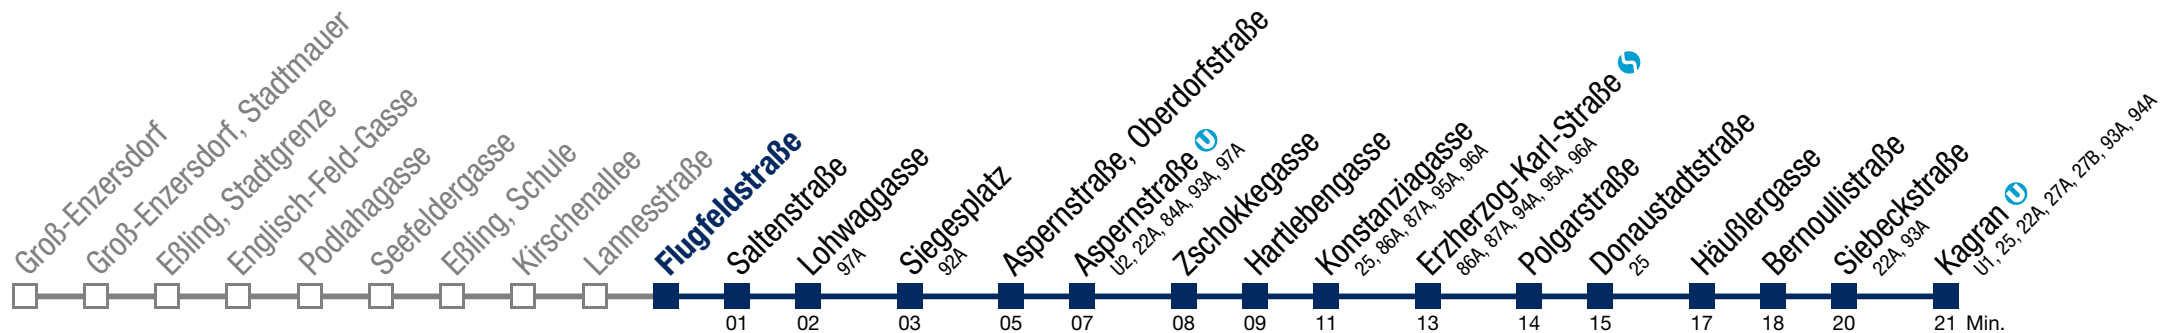 Groß-Enzersdorf
Groß-Enzersdorf, Stadtmauer
Eßling, Stadtgrenze
Englisch-Feld-Gasse
Podlahagasse
Seefeldergasse
Eßling, Schule
Kirschenallee
Lannesstraße
Flugfeldstraße
Saltenstraße
Lohwaggasse
97A
Siegesplatz
92A
Aspernstraße, Oberdorfstraße
Aspernstraße U
U2, 22A, 84A, 93A, 97A
Zschokkegasse
Hartlebengasse
Konstanziagasse
25, 86A, 87A, 95A, 96A
Erzherzog-Karl-Straße S
86A, 87A, 94A, 95A, 96A
Polgarstraße
Donaustadtstraße
25
Häußlergasse
Bernoullistraße
Siebeckstraße
22A, 93A
Kagran U
U1, 25, 22A, 27A, 27B, 93A, 94A
01 02 03 05 07 08 09 11 13 14 15 17 18 20 21 Min.